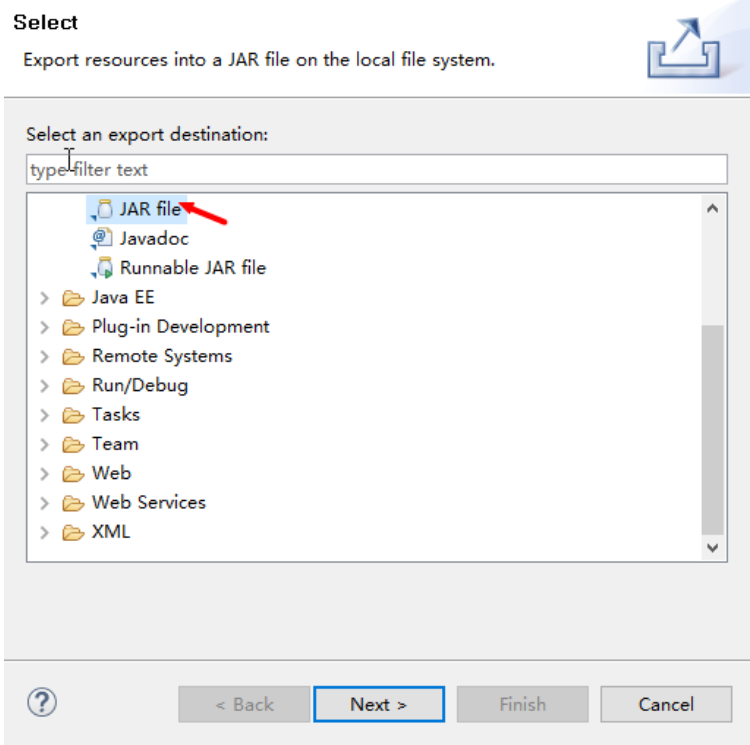 Select
Export resources into a JAR file on the local file system.
Select an export destination:
type filter text
JAR file
Javadoc
Runnable JAR file
Java EE
Plug-in Development
Remote Systems
Run/Debug
Tasks
Team
Web
Web Services
XML
< Back Next > Finish Cancel